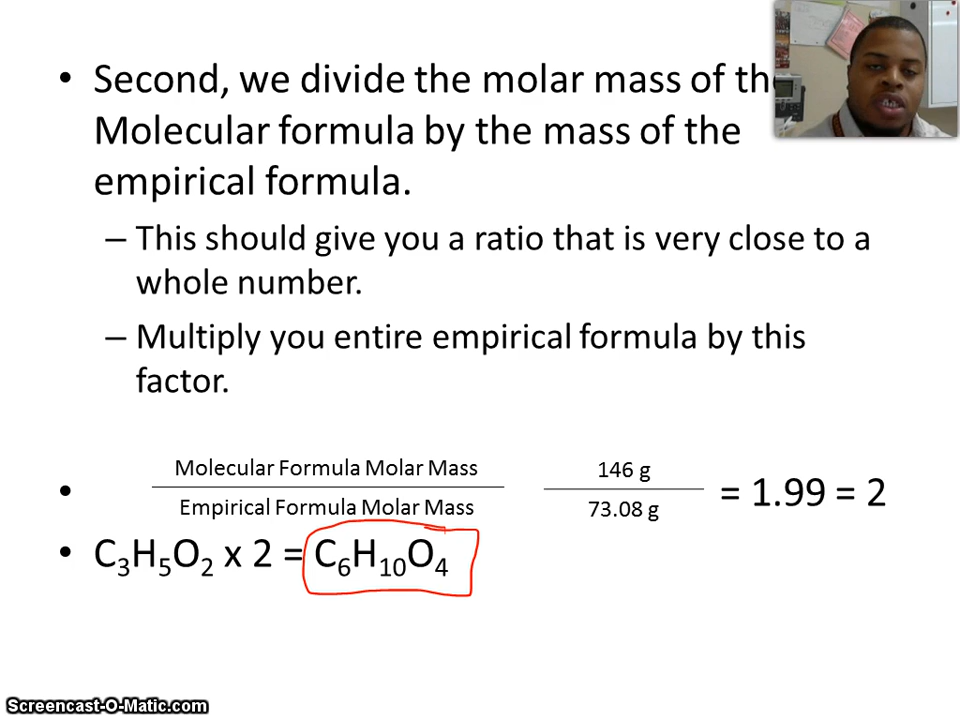 • Second, we divide the molar mass of the
Molecular formula by the mass of the
empirical formula.
– This should give you a ratio that is very close to a
whole number.
– Multiply you entire empirical formula by this
factor.
• Molecular Formula Molar Mass 146 g
Empirical Formula Molar Mass 73.08 g = 1.99 = 2
• C₃H₅O₂ x 2 = C₆H₁₀O₄
Screencast-O-Matic.com